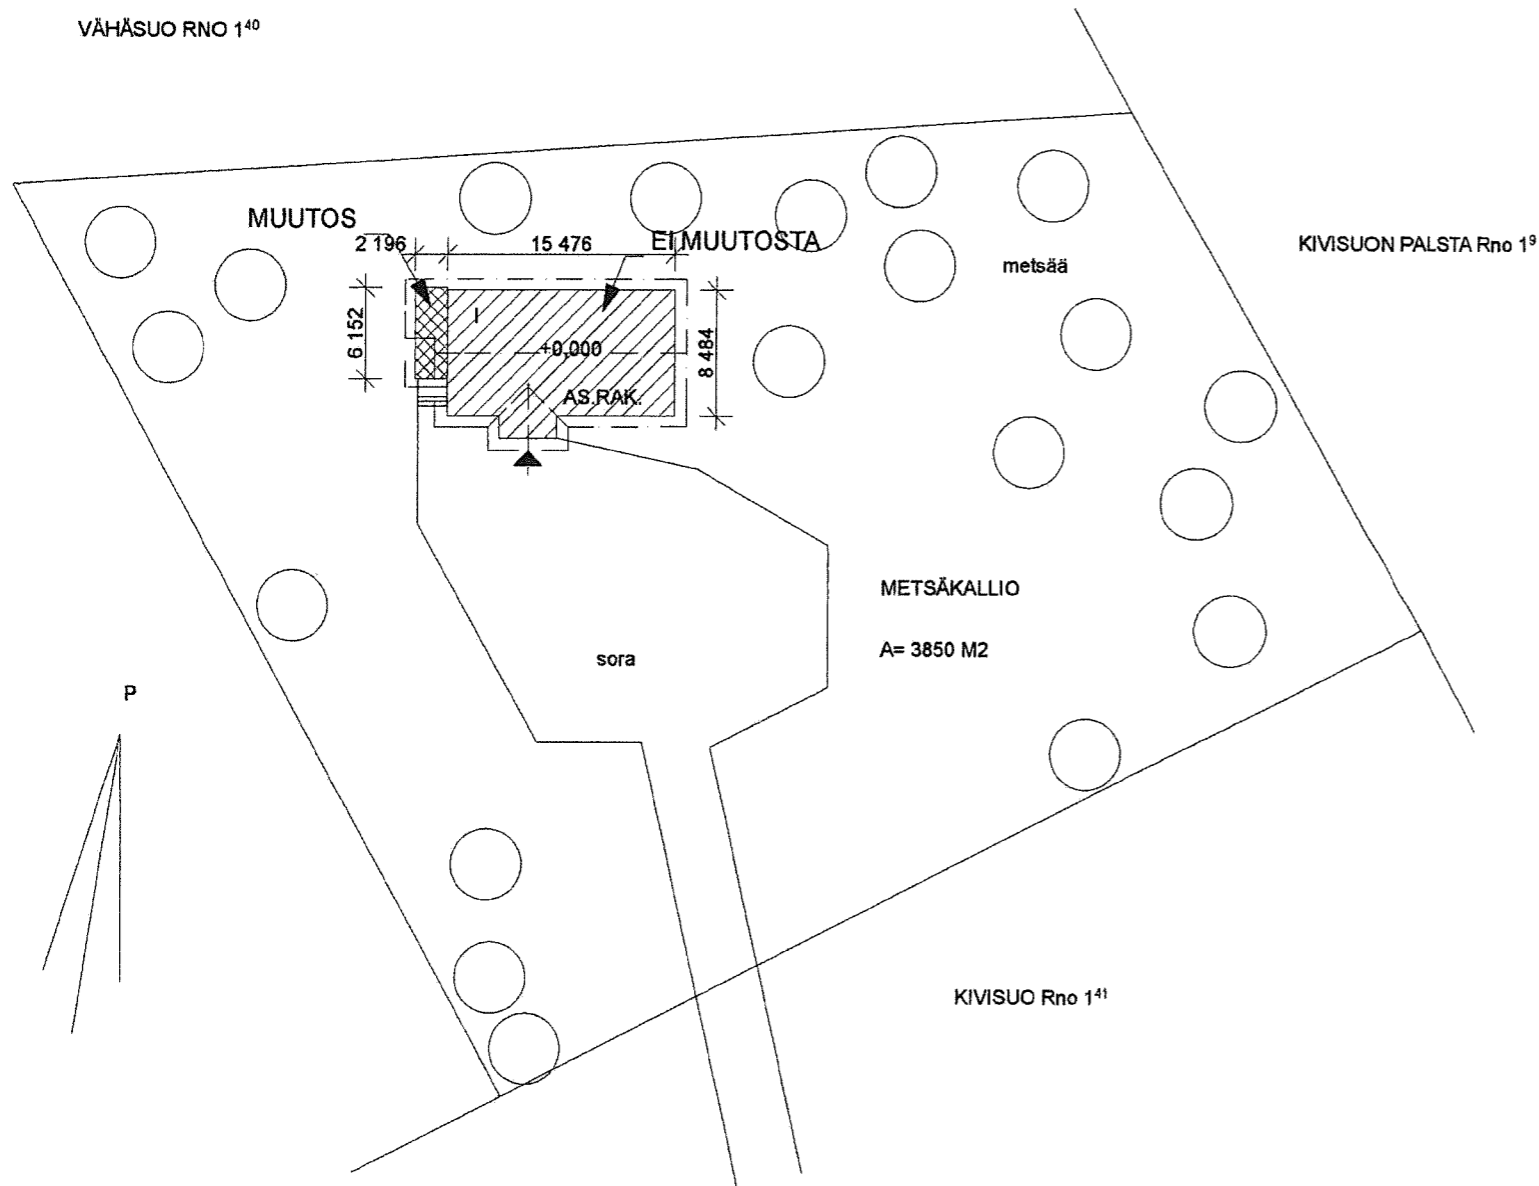 VÄHÄSUO RNO 1⁴⁰
MUUTOS
2 196
15 476
EI MUUTOSTA
KIVISUON PALSTA Rno 1⁹
metsää
6 152
I
+0,000
8 484
AS.RAK.
METSÄKALLIO
A= 3850 M2
sora
P
KIVISUO Rno 1⁴¹